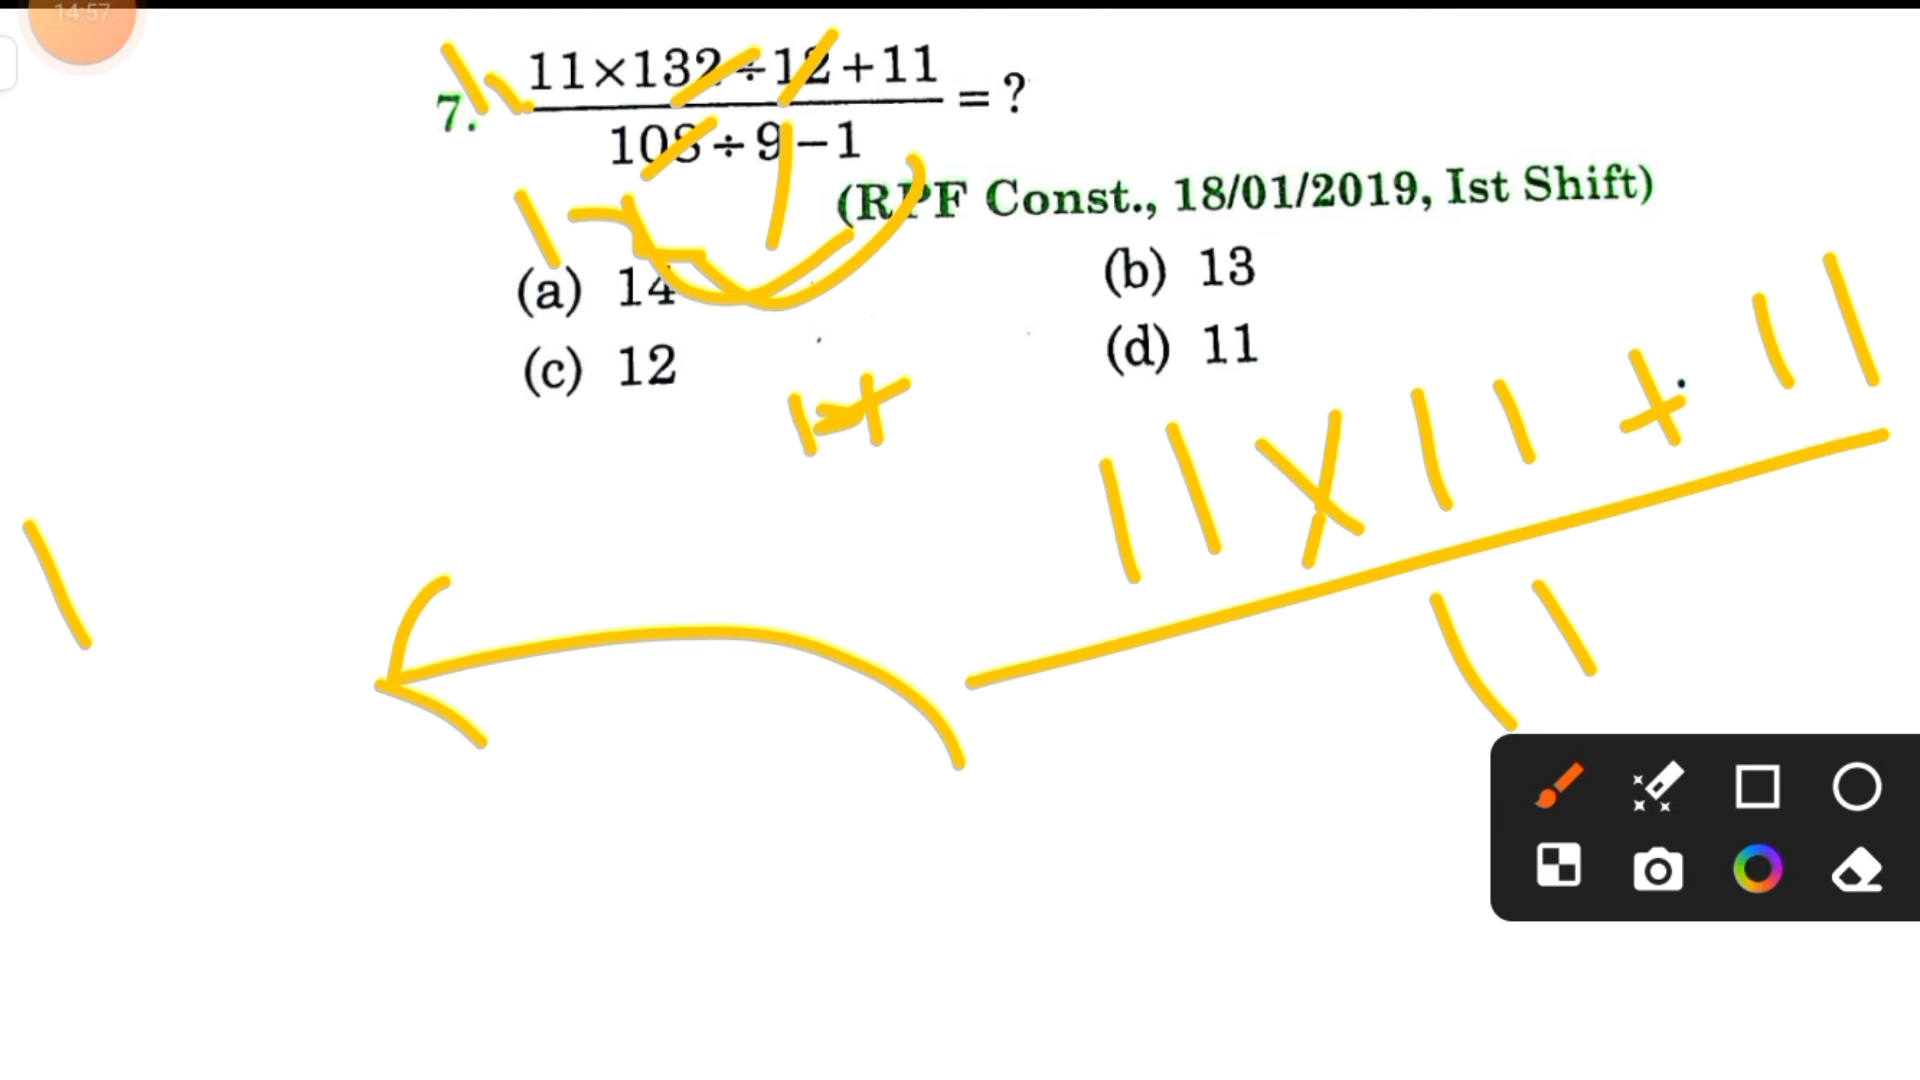 14:57
7. 11×132÷12+11 = ?
108÷9−1
(RPF Const., 18/01/2019, Ist Shift)
(a) 14 (b) 13
(c) 12 (d) 11
11 × 11 + 11
11
1